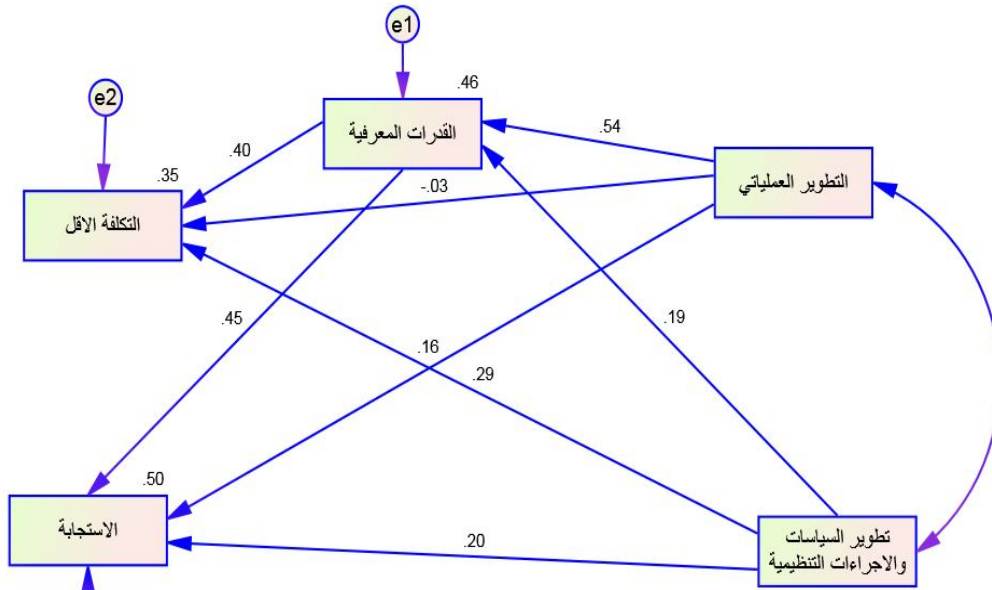 e1
.46
القدرات المعرفية
e2
.54
.40
.35
-.03
التطوير العملياتي
التكلفة الاقل
.45
.19
.16
.29
.50
الاستجابة
.20
تطوير السياسات
والاجراءات التنظيمية